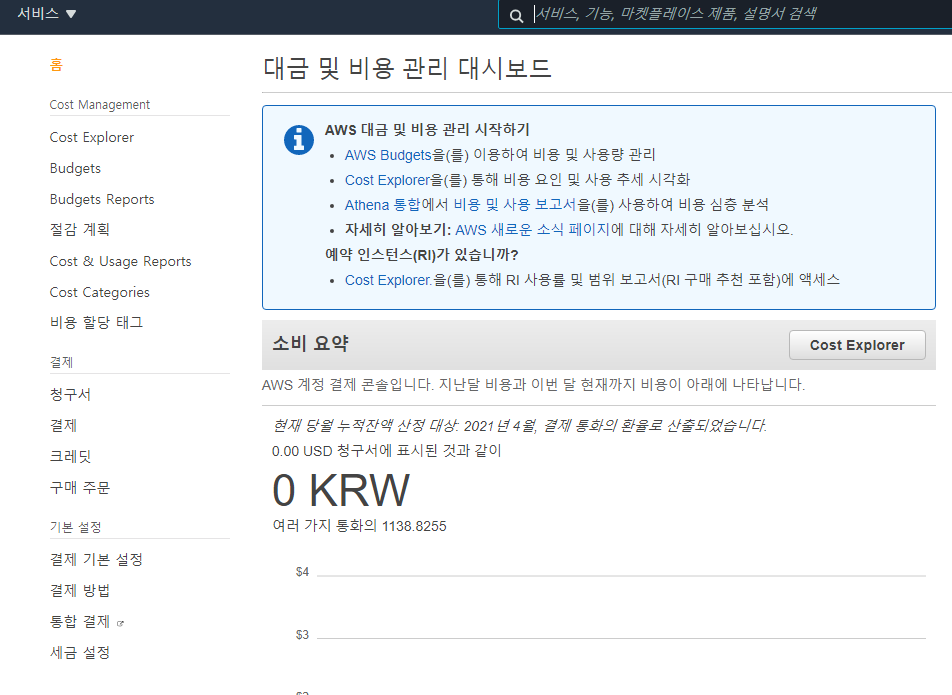 서비스 ▼
서비스, 기능, 마켓플레이스 제품, 설명서 검색
홈
Cost Management
Cost Explorer
Budgets
Budgets Reports
절감 계획
Cost & Usage Reports
Cost Categories
비용 할당 태그
결제
청구서
결제
크레딧
구매 주문
기본 설정
결제 기본 설정
결제 방법
통합 결제
세금 설정
대금 및 비용 관리 대시보드
AWS 대금 및 비용 관리 시작하기
• AWS Budgets을(를) 이용하여 비용 및 사용량 관리
• Cost Explorer을(를) 통해 비용 요인 및 사용 추세 시각화
• Athena 통합에서 비용 및 사용 보고서을(를) 사용하여 비용 심층 분석
• 자세히 알아보기: AWS 새로운 소식 페이지에 대해 자세히 알아보십시오.
예약 인스턴스(RI)가 있습니까?
• Cost Explorer.을(를) 통해 RI 사용률 및 범위 보고서(RI 구매 추천 포함)에 액세스
소비 요약
Cost Explorer
AWS 계정 결제 콘솔입니다. 지난달 비용과 이번 달 현재까지 비용이 아래에 나타납니다.
현재 당월 누적잔액 산정 대상: 2021년 4월, 결제 통화의 환율로 산출되었습니다.
0.00 USD 청구서에 표시된 것과 같이
0 KRW
여러 가지 통화의 1138.8255
$4
$3